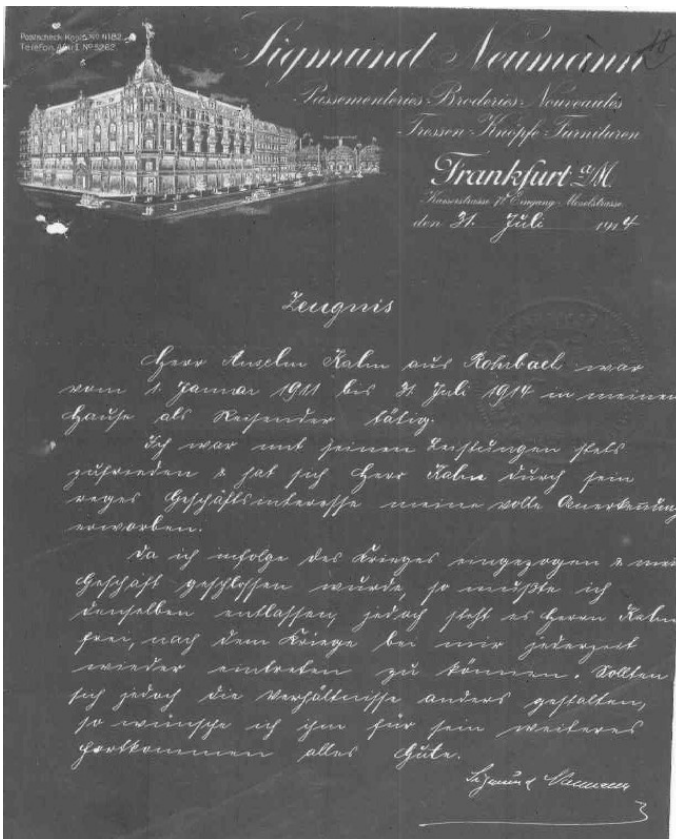 Postscheck-Konto No 4182
Telefon Amt I No 5262
18
Sigmund Neumann
Passementeries-Broderies-Nouveautés
Tressen-Knöpfe-Furnituren
Frankfurt a/M.
Kaiserstrasse Eingang Moselstrasse
den 31. Juli 1914
Zeugnis
Herr Anselm Kahn aus Rohrbach war
vom 1. Januar 1911 bis 31. Juli 1914 in meinem
Hause als Reisender tätig.
Ich war mit seinen Leistungen stets
zufrieden & hat sich Herr Kahn durch sein
reges Geschäftsinteresse meine volle Anerkennung
erworben.
Da ich infolge des Krieges eingezogen & mein
Geschäft geschlossen wurde, so mußte ich
denselben entlassen, jedoch steht es Herrn Kahn
frei, nach dem Kriege bei mir jederzeit
wieder eintreten zu können. Sollten
sich jedoch die Verhältnisse anders gestalten,
so wünsche ich ihm für sein weiteres
Fortkommen alles Gute.
Sigmund Neumann